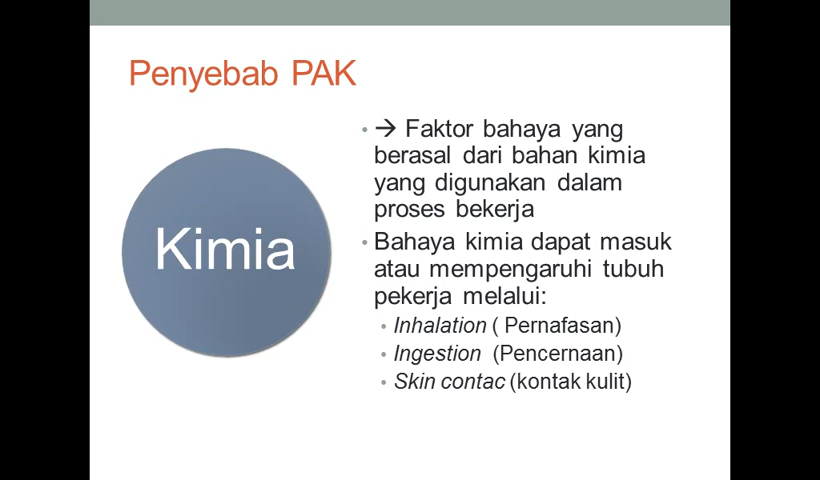 Penyebab PAK
Kimia
• → Faktor bahaya yang
berasal dari bahan kimia
yang digunakan dalam
proses bekerja
• Bahaya kimia dapat masuk
atau mempengaruhi tubuh
pekerja melalui:
• Inhalation ( Pernafasan)
• Ingestion (Pencernaan)
• Skin contac (kontak kulit)